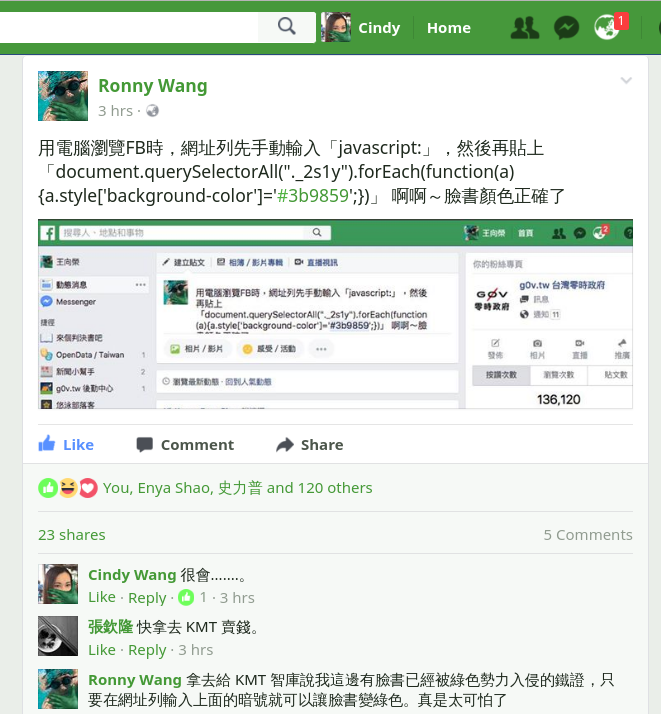 Cindy
Home
1
Ronny Wang
3 hrs ·
用電腦瀏覽FB時，網址列先手動輸入「javascript:」，然後再貼上
「document.querySelectorAll("._2s1y").forEach(function(a)
{a.style['background-color']='#3b9859';})」 啊啊～臉書顏色正確了
搜尋人、地點和事物
王向榮 首頁
2
王向榮
動態消息
Messenger
捷徑
來個判決書吧
OpenData / Taiwan 1
新聞小幫手 2
g0v.tw 後動中心 1
悠泳部落客
建立貼文 相簿 / 影片專輯 直播視訊
用電腦瀏覽FB時，網址列先手動輸入「javascript:」，然後
再貼上
「document.querySelectorAll("._2s1y").forEach(function
(a){a.style['background-color']='#3b9859';})」 啊啊～臉
相片 / 影片 感受 / 活動
瀏覽最新動態 · 回到人氣動態
你的粉絲專頁
g0v.tw 台灣零時政府
GØV
零時政府
訊息
通知 11
發佈 相片 直播 推廣
按讚次數 瀏覽次數 貼文數
136,120
Like Comment Share
You, Enya Shao, 史力普 and 120 others
23 shares 5 Comments
Cindy Wang 很會.......。
Like · Reply · 1 · 3 hrs
張欽隆 快拿去 KMT 賣錢。
Like · Reply · 3 hrs
Ronny Wang 拿去給 KMT 智庫說我這邊有臉書已經被綠色勢力入侵的鐵證，只
要在網址列輸入上面的暗號就可以讓臉書變綠色。真是太可怕了